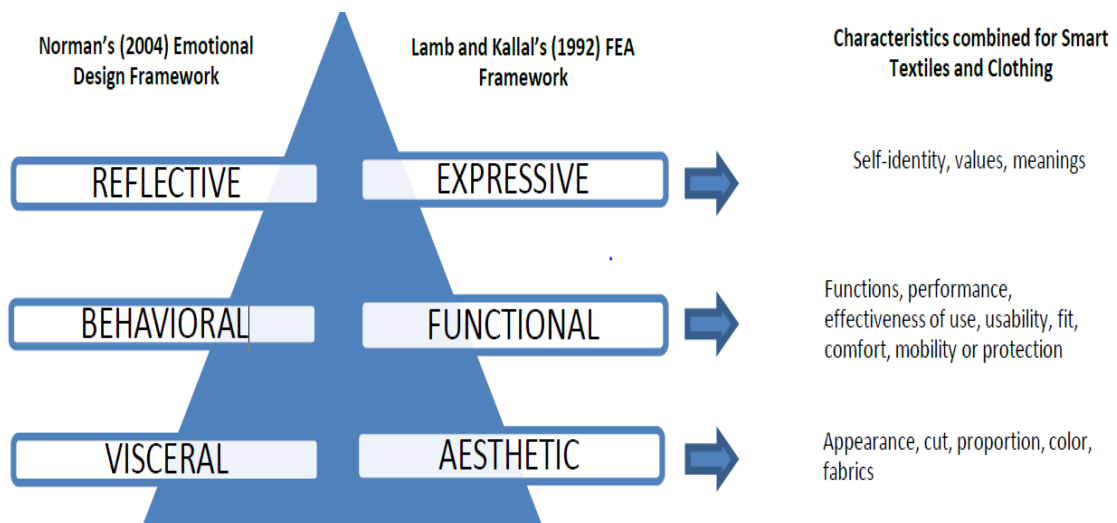 Norman’s (2004) Emotional
Design Framework
Lamb and Kallal’s (1992) FEA
Framework
Characteristics combined for Smart
Textiles and Clothing
REFLECTIVE
EXPRESSIVE
Self-identity, values, meanings
BEHAVIORAL
FUNCTIONAL
Functions, performance,
effectiveness of use, usability, fit,
comfort, mobility or protection
VISCERAL
AESTHETIC
Appearance, cut, proportion, color,
fabrics